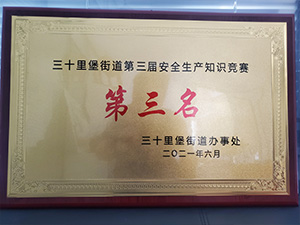 三十里堡街道第三届安全生产知识竞赛
第三名
三十里堡街道办事处
二〇二一年六月